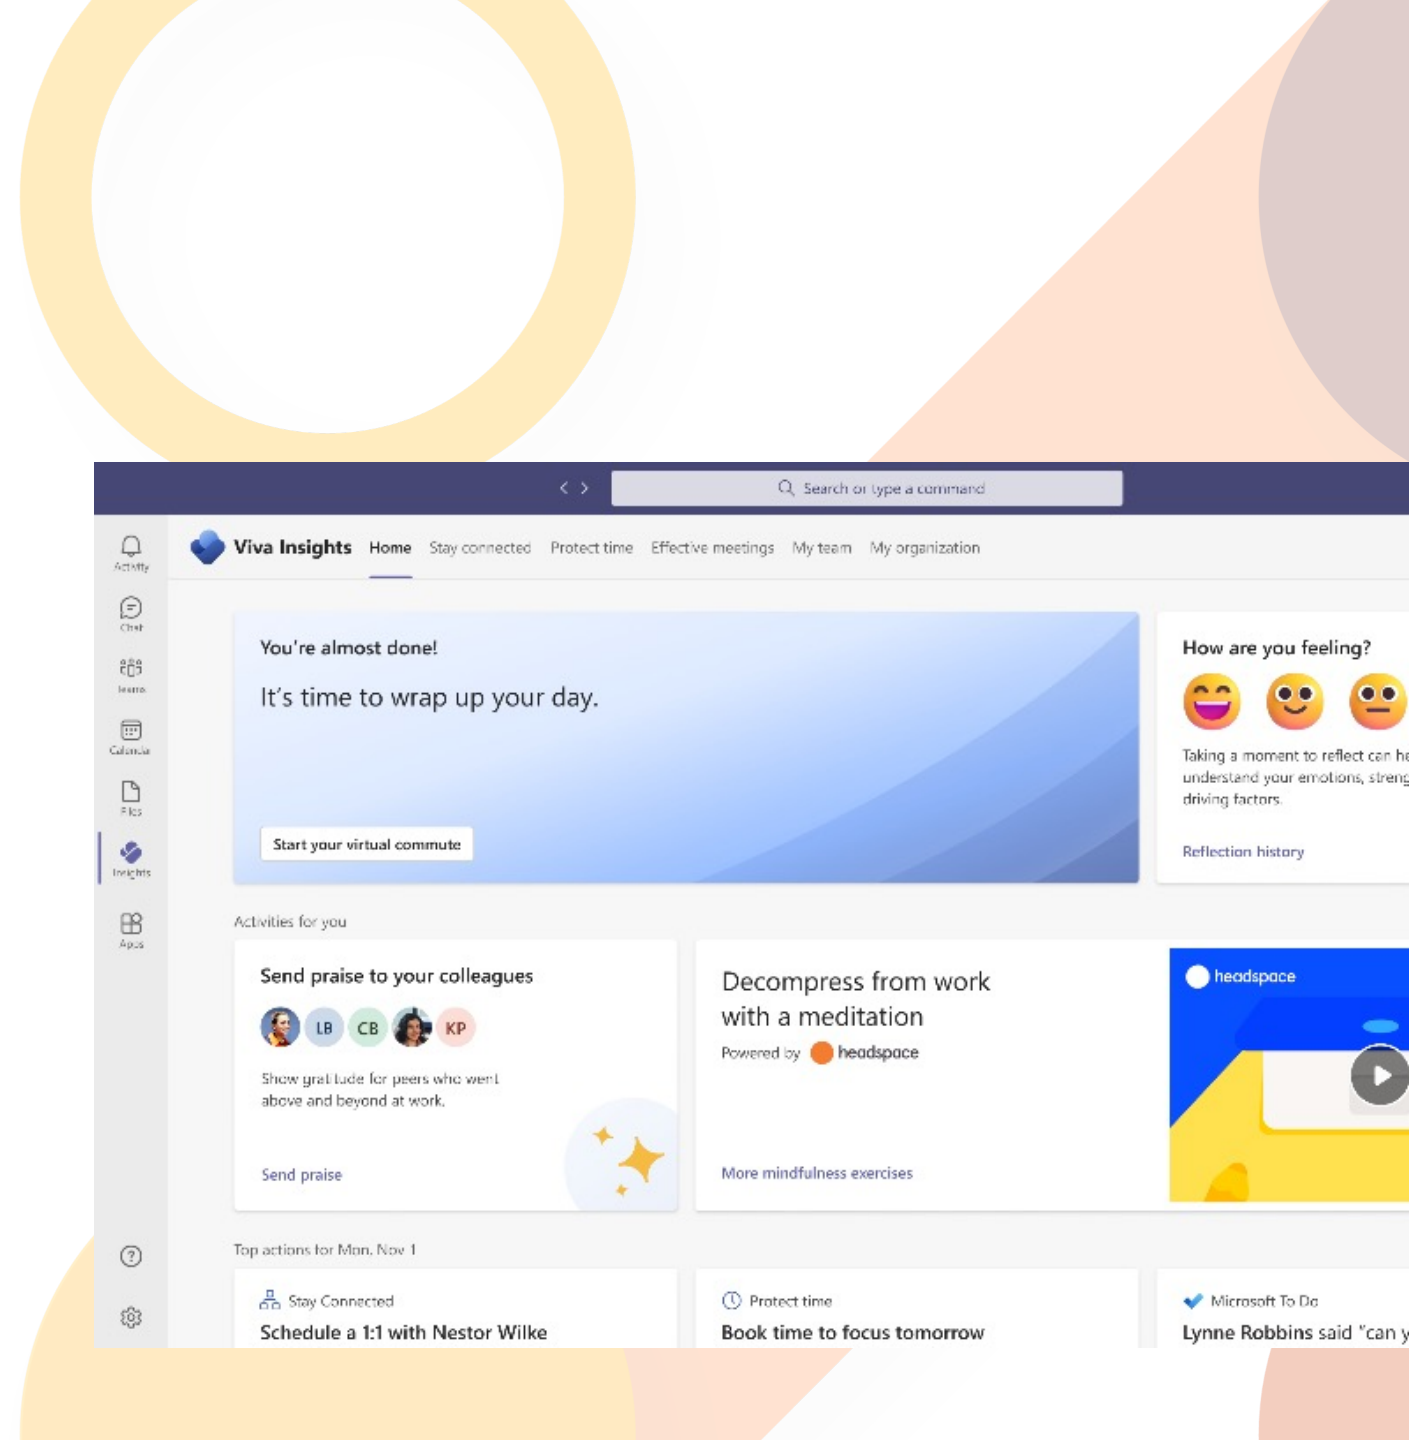 Search or type a command
Activity
Chat
Teams
Calendar
Files
Insights
Apps
Viva Insights Home Stay connected Protect time Effective meetings My team My organization
You're almost done!
It's time to wrap up your day.
Start your virtual commute
How are you feeling?
Taking a moment to reflect can he
understand your emotions, streng
driving factors.
Reflection history
Activities for you
Send praise to your colleagues
LB CB KP
Show gratitude for peers who went
above and beyond at work.
Send praise
Decompress from work
with a meditation
Powered by headspace
More mindfulness exercises
headspace
Top actions for Mon, Nov 1
Stay Connected
Schedule a 1:1 with Nestor Wilke
Protect time
Book time to focus tomorrow
Microsoft To Do
Lynne Robbins said "can y